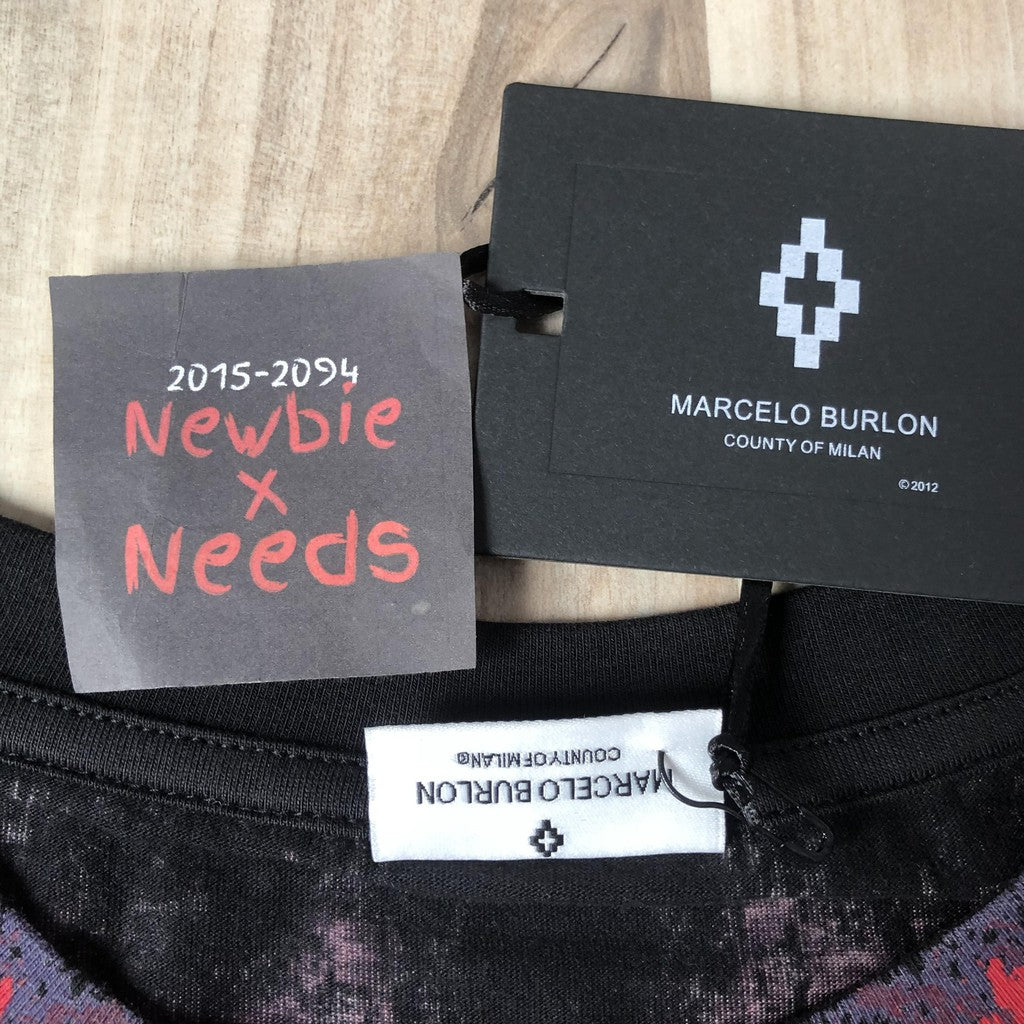 2015-2094
Newbie
x
Needs
MARCELO BURLON
COUNTY OF MILAN
©2012
MARCELO BURLON
COUNTY OF MILAN®